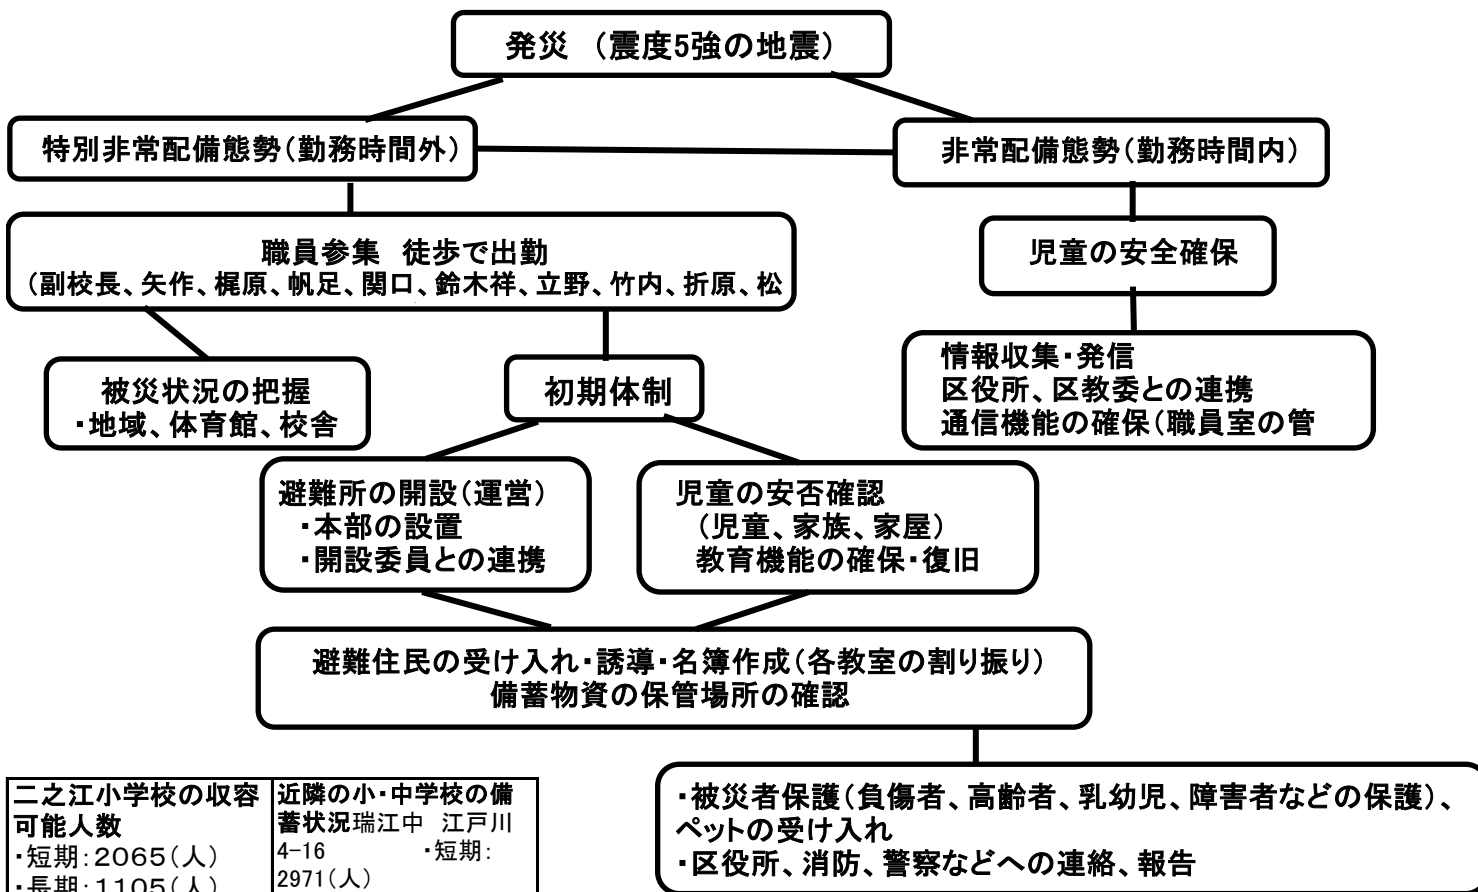 発災 （震度5強の地震）
特別非常配備態勢（勤務時間外）
非常配備態勢（勤務時間内）
職員参集 徒歩で出勤
（副校長、矢作、梶原、帆足、関口、鈴木祥、立野、竹内、折原、松
児童の安全確保
被災状況の把握
・地域、体育館、校舎
初期体制
情報収集・発信
区役所、区教委との連携
通信機能の確保（職員室の管
避難所の開設（運営）
・本部の設置
・開設委員との連携
児童の安否確認
（児童、家族、家屋）
教育機能の確保・復旧
避難住民の受け入れ・誘導・名簿作成（各教室の割り振り）
備蓄物資の保管場所の確認
二之江小学校の収容
可能人数
・短期：２０６５（人）
・長期：１１０５（人）
近隣の小・中学校の備
蓄状況瑞江中 江戸川
4-16 ・短期：
2971（人）
・被災者保護（負傷者、高齢者、乳幼児、障害者などの保護）、
ペットの受け入れ
・区役所、消防、警察などへの連絡、報告